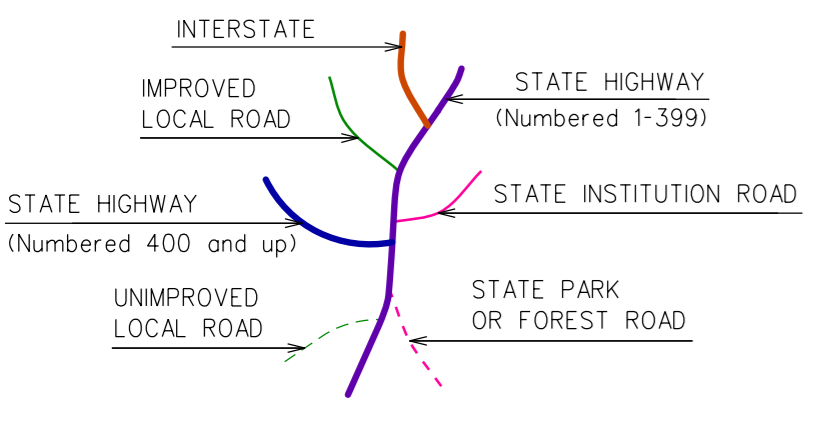 INTERSTATE
IMPROVED
LOCAL ROAD
STATE HIGHWAY
(Numbered 1-399)
STATE HIGHWAY
(Numbered 400 and up)
STATE INSTITUTION ROAD
UNIMPROVED
LOCAL ROAD
STATE PARK
OR FOREST ROAD